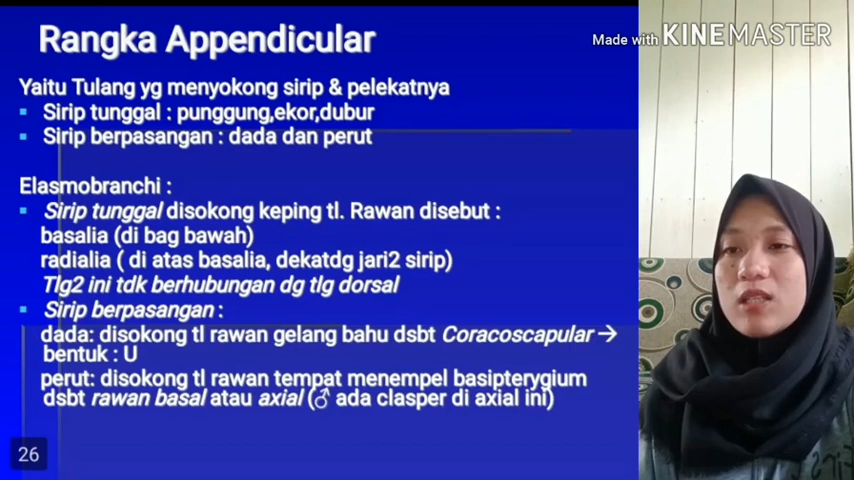 Rangka Appendicular
Made with KINEMASTER
Yaitu Tulang yg menyokong sirip & pelekatnya
Sirip tunggal : punggung,ekor,dubur
Sirip berpasangan : dada dan perut
Elasmobranchi :
Sirip tunggal disokong keping tl. Rawan disebut :
basalia (di bag bawah)
radialia ( di atas basalia, dekatdg jari2 sirip)
Tlg2 ini tdk berhubungan dg tlg dorsal
Sirip berpasangan :
dada: disokong tl rawan gelang bahu dsbt Coracoscapular →
bentuk : U
perut: disokong tl rawan tempat menempel basipterygium
dsbt rawan basal atau axial (♂ ada clasper di axial ini)
26